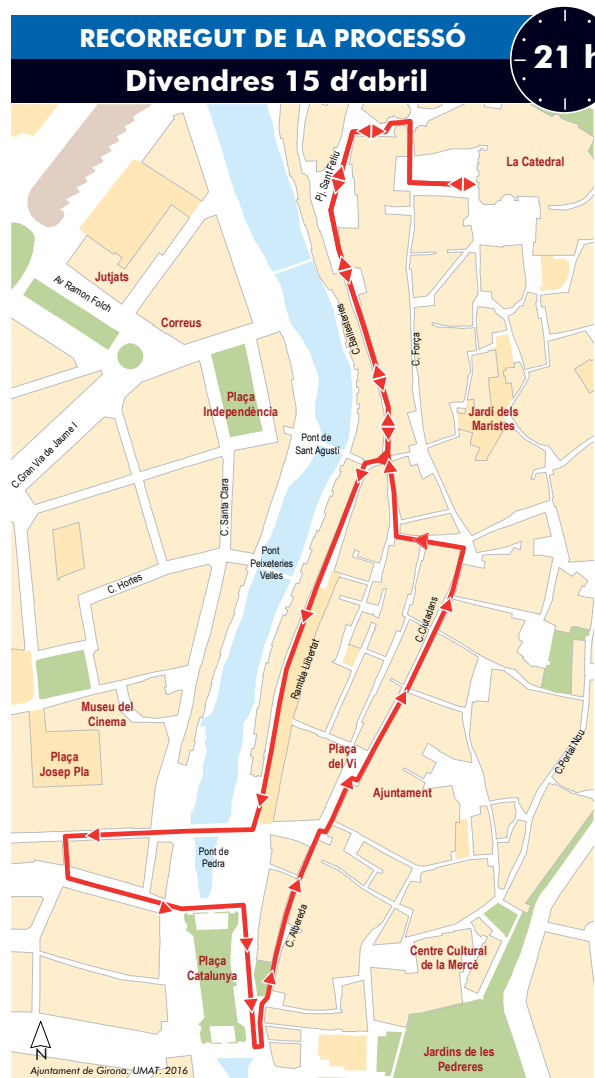 RECORREGUT DE LA PROCESSÓ
Divendres 15 d’abril
21 h
La Catedral
Pj. Sant Feliu
Jutjats
Av Ramon Folch
Correus
C.Ballesteries
C. Força
Plaça
Independència
Jardí dels
Maristes
Pont de
Sant Agustí
C.Gran Via de Jaume I
C. Santa Clara
Pont
Peixeteries
Velles
C. Hortes
C.Ciutadans
Rambla Llibertat
Museu del
Cinema
Plaça
Josep Pla
Plaça
del Vi
C.Portal Nou
Ajuntament
Pont de
Pedra
C. Albereda
Plaça
Catalunya
Centre Cultural
de la Mercè
Jardins de les
Pedreres
N
Ajuntament de Girona. UMAT. 2016